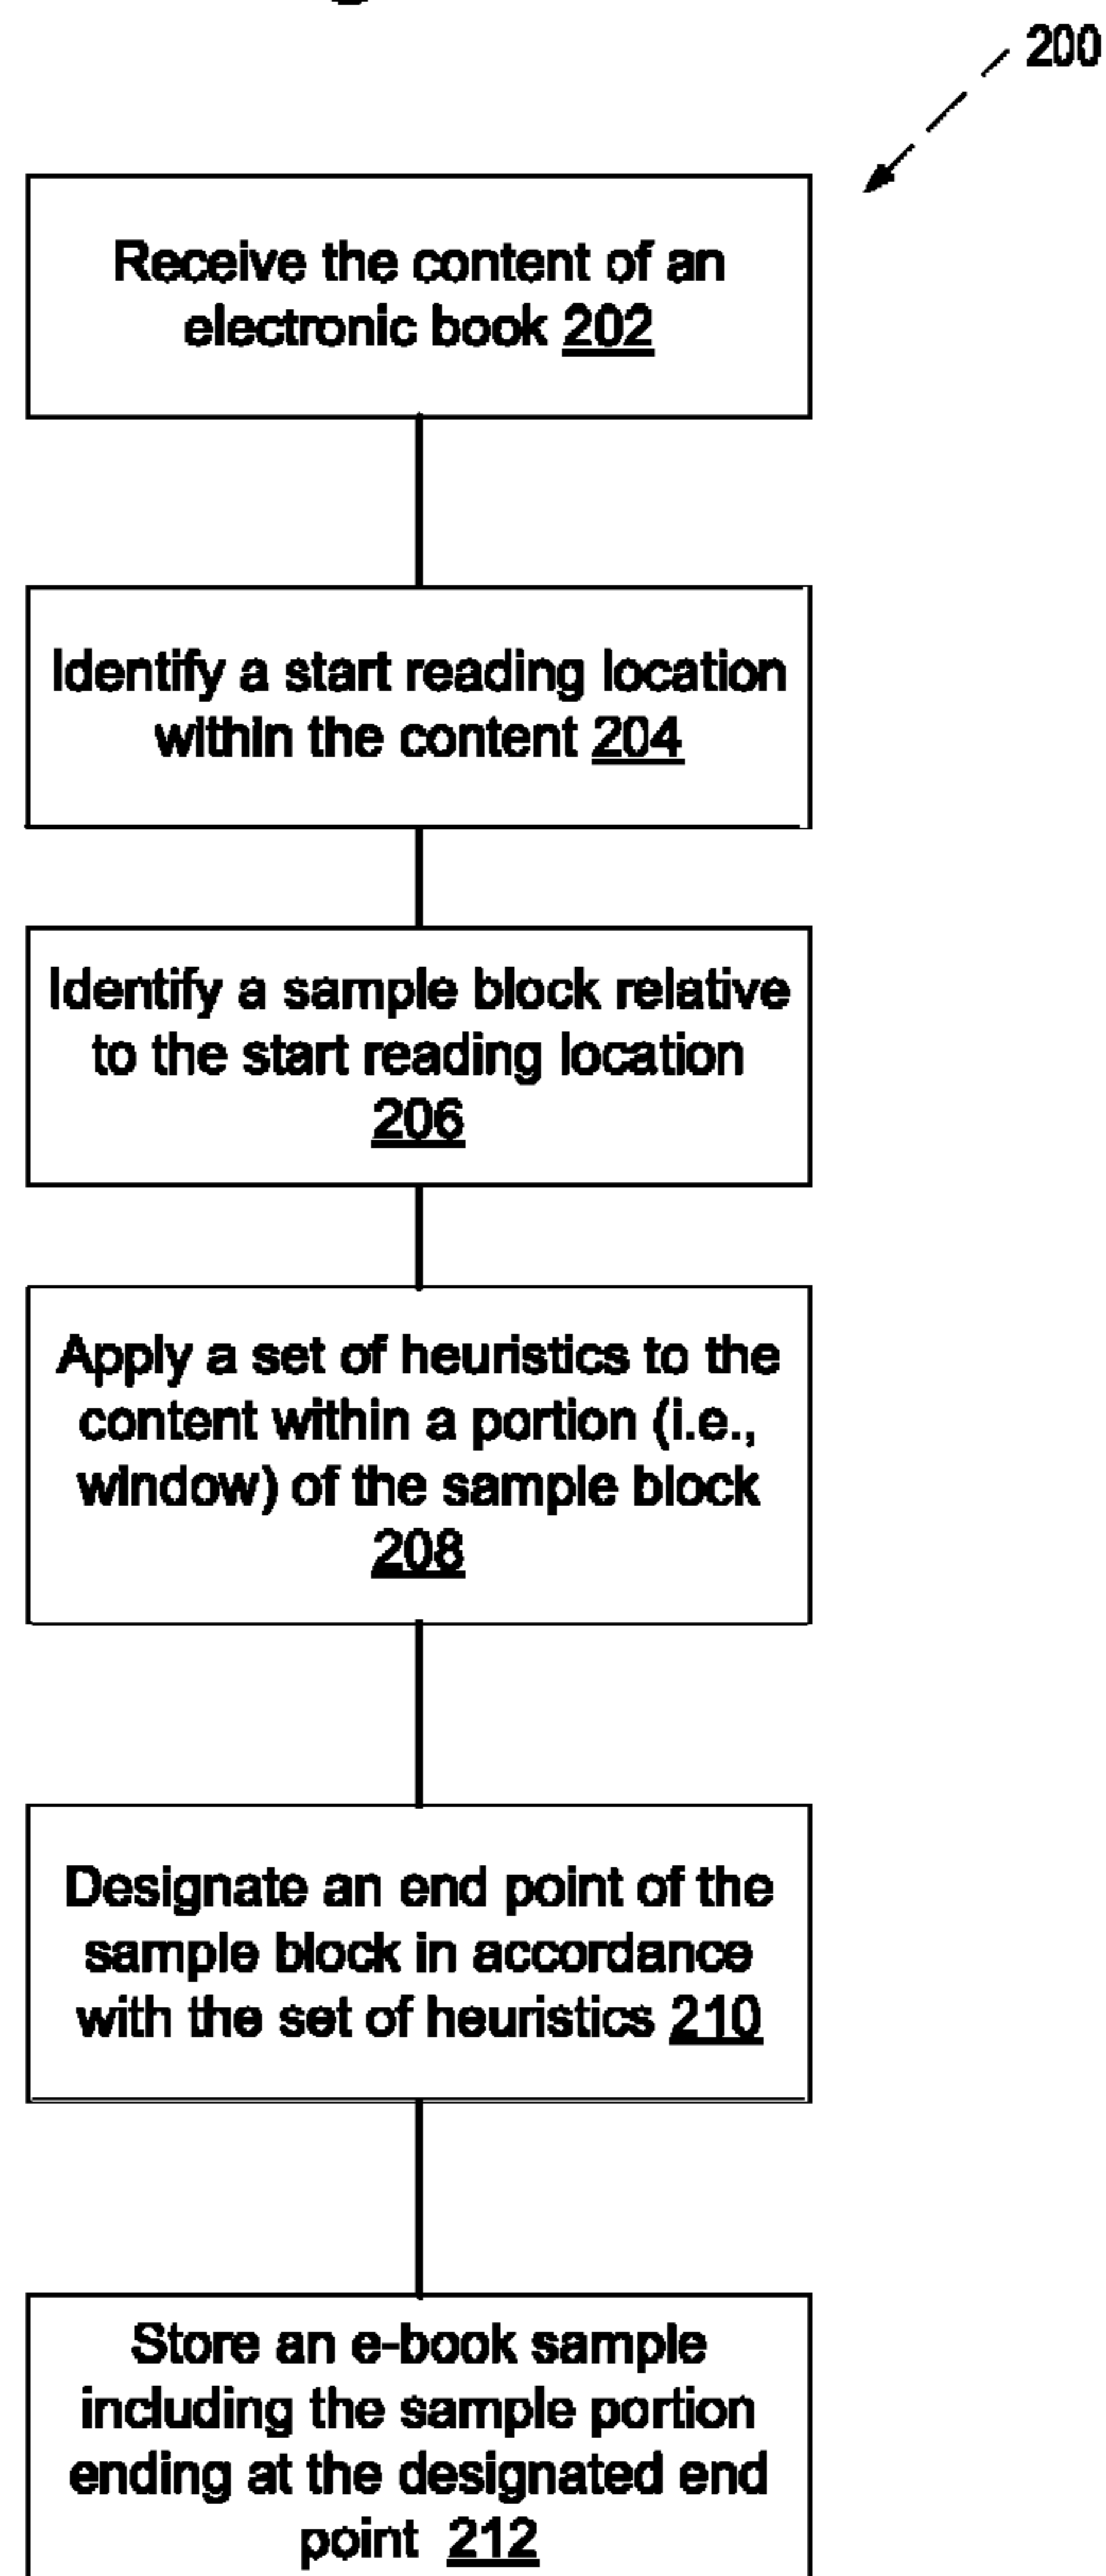 200
Receive the content of an
electronic book 202
Identify a start reading location
within the content 204
Identify a sample block relative
to the start reading location
206
Apply a set of heuristics to the
content within a portion (i.e.,
window) of the sample block
208
Designate an end point of the
sample block in accordance
with the set of heuristics 210
Store an e-book sample
including the sample portion
ending at the designated end
point 212